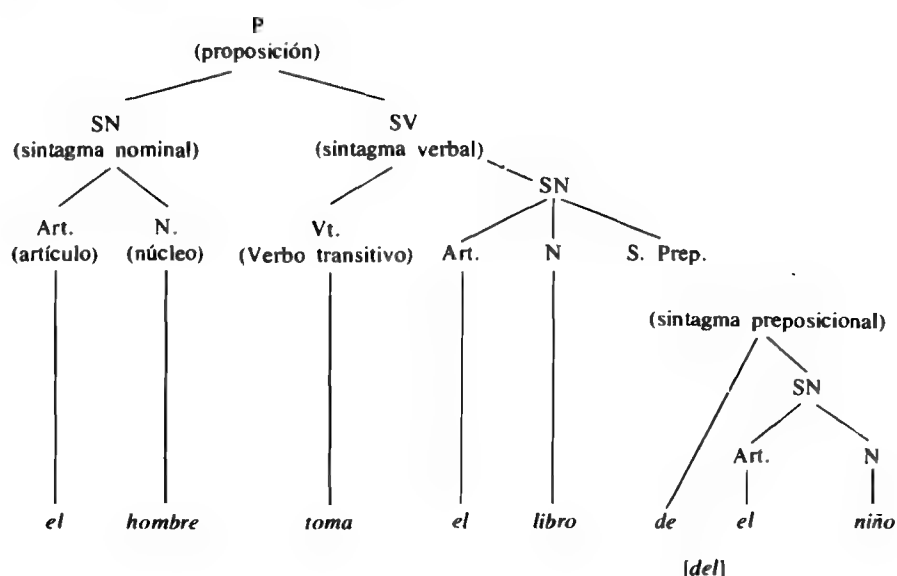 P
(proposición)
SN SV
(sintagma nominal) (sintagma verbal)
SN
Art. N. Vt.
(artículo) (núcleo) (Verbo transitivo) Art. N S. Prep.
(sintagma preposicional)
SN
Art. N
el hombre toma el libro de el niño
[del]